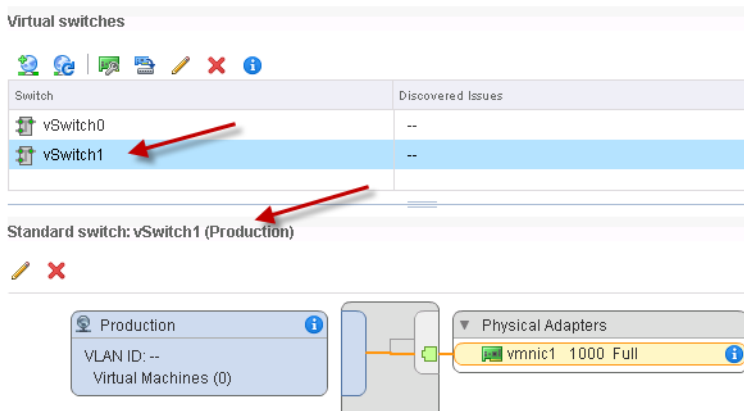 Virtual switches
Switch Discovered Issues
vSwitch0 --
vSwitch1 --
Standard switch: vSwitch1 (Production)
Production Physical Adapters
VLAN ID: -- vmnic1 1000 Full
Virtual Machines (0)